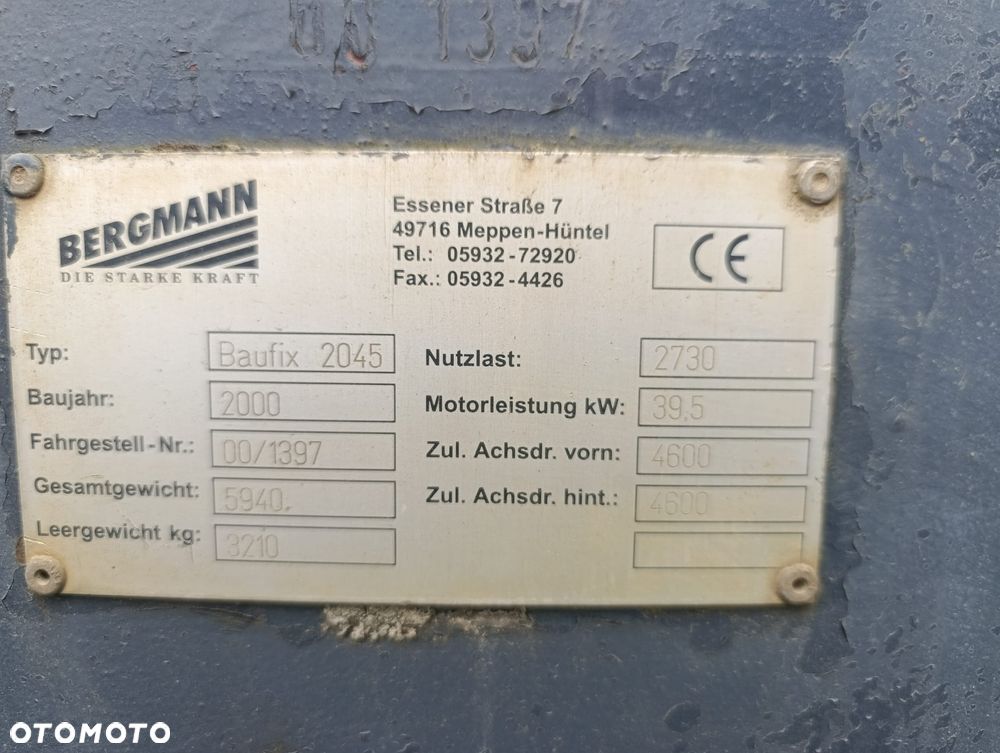 00 1397
BERGMANN
DIE STARKE KRAFT
Essener Straße 7
49716 Meppen-Hüntel
Tel.: 05932-72920
Fax.: 05932-4426
CE
Typ: Baufix 2045
Baujahr: 2000
Fahrgestell-Nr.: 00/1397
Gesamtgewicht: 5940.
Leergewicht kg: 3210
Nutzlast: 2730
Motorleistung kW: 39,5
Zul. Achsdr. vorn: 4600
Zul. Achsdr. hint.: 4600
OTOMOTO